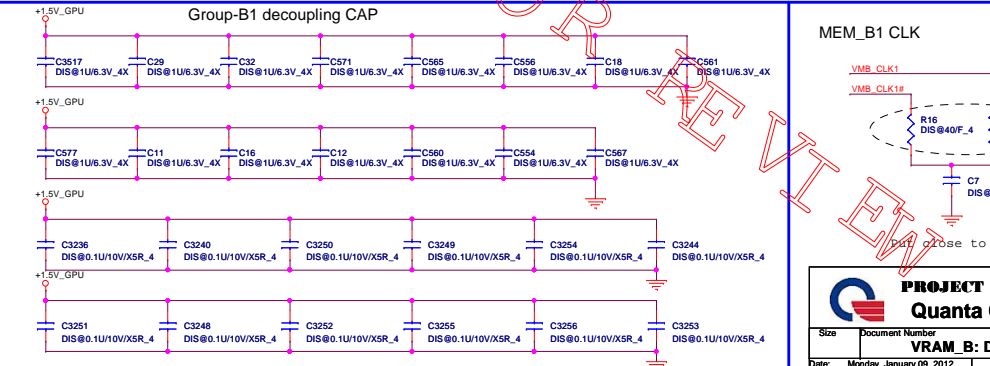 +1.5V_GPU
Group-B1 decoupling CAP
C3517 C29 C32 C571 C565 C556 C18 C561
DIS@1U/6.3V_4X DIS@1U/6.3V_4X DIS@1U/6.3V_4X DIS@1U/6.3V_4X DIS@1U/6.3V_4X DIS@1U/6.3V_4X DIS@1U/6.3V_4X DIS@1U/6.3V_4X
+1.5V_GPU
C577 C11 C16 C12 C560 C554 C567
DIS@1U/6.3V_4X DIS@1U/6.3V_4X DIS@1U/6.3V_4X DIS@1U/6.3V_4X DIS@1U/6.3V_4X DIS@1U/6.3V_4X DIS@1U/6.3V_4X
+1.5V_GPU
C3236 C3240 C3250 C3249 C3254 C3244
DIS@0.1U/10V/X5R_4 DIS@0.1U/10V/X5R_4 DIS@0.1U/10V/X5R_4 DIS@0.1U/10V/X5R_4 DIS@0.1U/10V/X5R_4 DIS@0.1U/10V/X5R_4
+1.5V_GPU
C3251 C3248 C3252 C3255 C3256 C3253
DIS@0.1U/10V/X5R_4 DIS@0.1U/10V/X5R_4 DIS@0.1U/10V/X5R_4 DIS@0.1U/10V/X5R_4 DIS@0.1U/10V/X5R_4 DIS@0.1U/10V/X5R_4
OR REVIEW
MEM_B1 CLK
VMB_CLK1
VMB_CLK1#
R16
DIS@40/F_4
C7
DIS@
Put close to
PROJECT
Quanta
Size Document Number
VRAM_B: D
Date: Monday, January 09, 2012